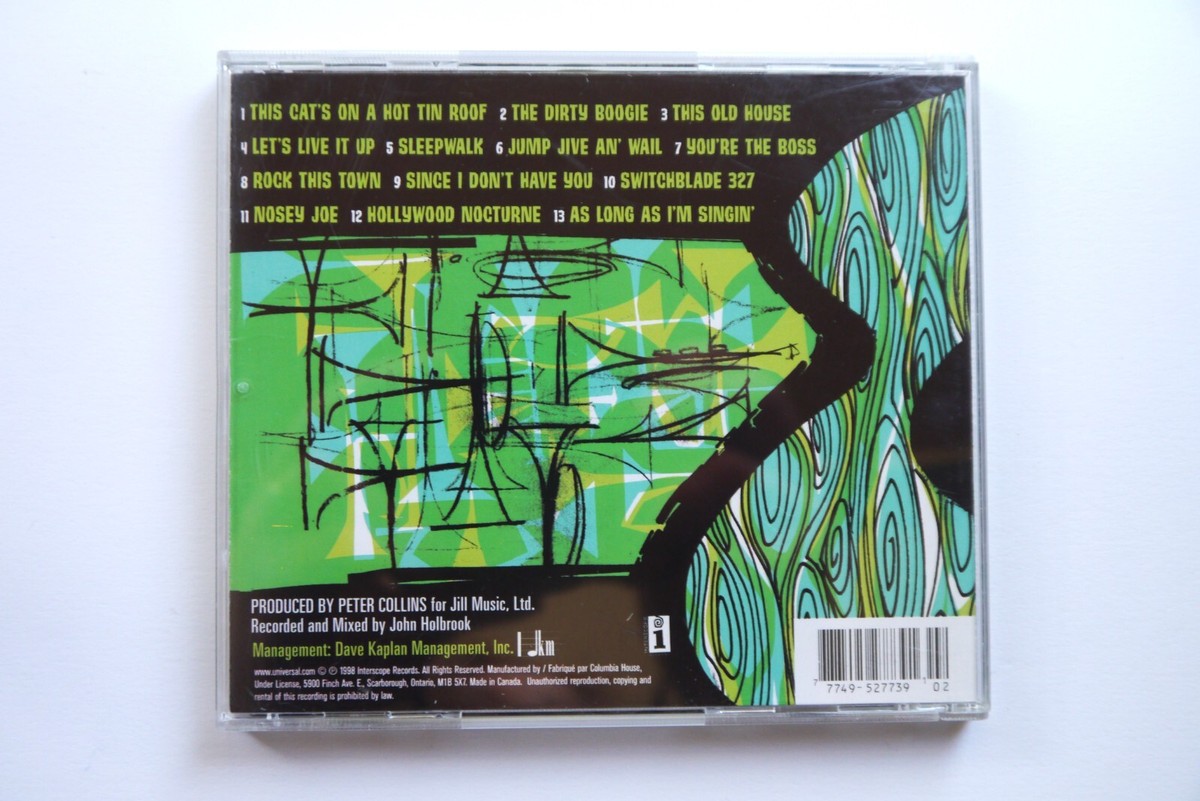 1 THIS CAT'S ON A HOT TIN ROOF 2 THE DIRTY BOOGIE 3 THIS OLD HOUSE
4 LET'S LIVE IT UP 5 SLEEPWALK 6 JUMP JIVE AN' WAIL 7 YOU'RE THE BOSS
8 ROCK THIS TOWN 9 SINCE I DON'T HAVE YOU 10 SWITCHBLADE 327
11 NOSEY JOE 12 HOLLYWOOD NOCTURNE 13 AS LONG AS I'M SINGIN'
PRODUCED BY PETER COLLINS for Jill Music, Ltd.
Recorded and Mixed by John Holbrook
Management: Dave Kaplan Management, Inc. dkm
www.universal.com © ℗ 1998 Interscope Records. All Rights Reserved. Manufactured by / Fabriqué par Columbia House,
Under License, 5900 Finch Ave. E., Scarborough, Ontario, M1B 5X7. Made in Canada. Unauthorized reproduction, copying and
rental of this recording is prohibited by law.
i
7 7749-527739 1 02